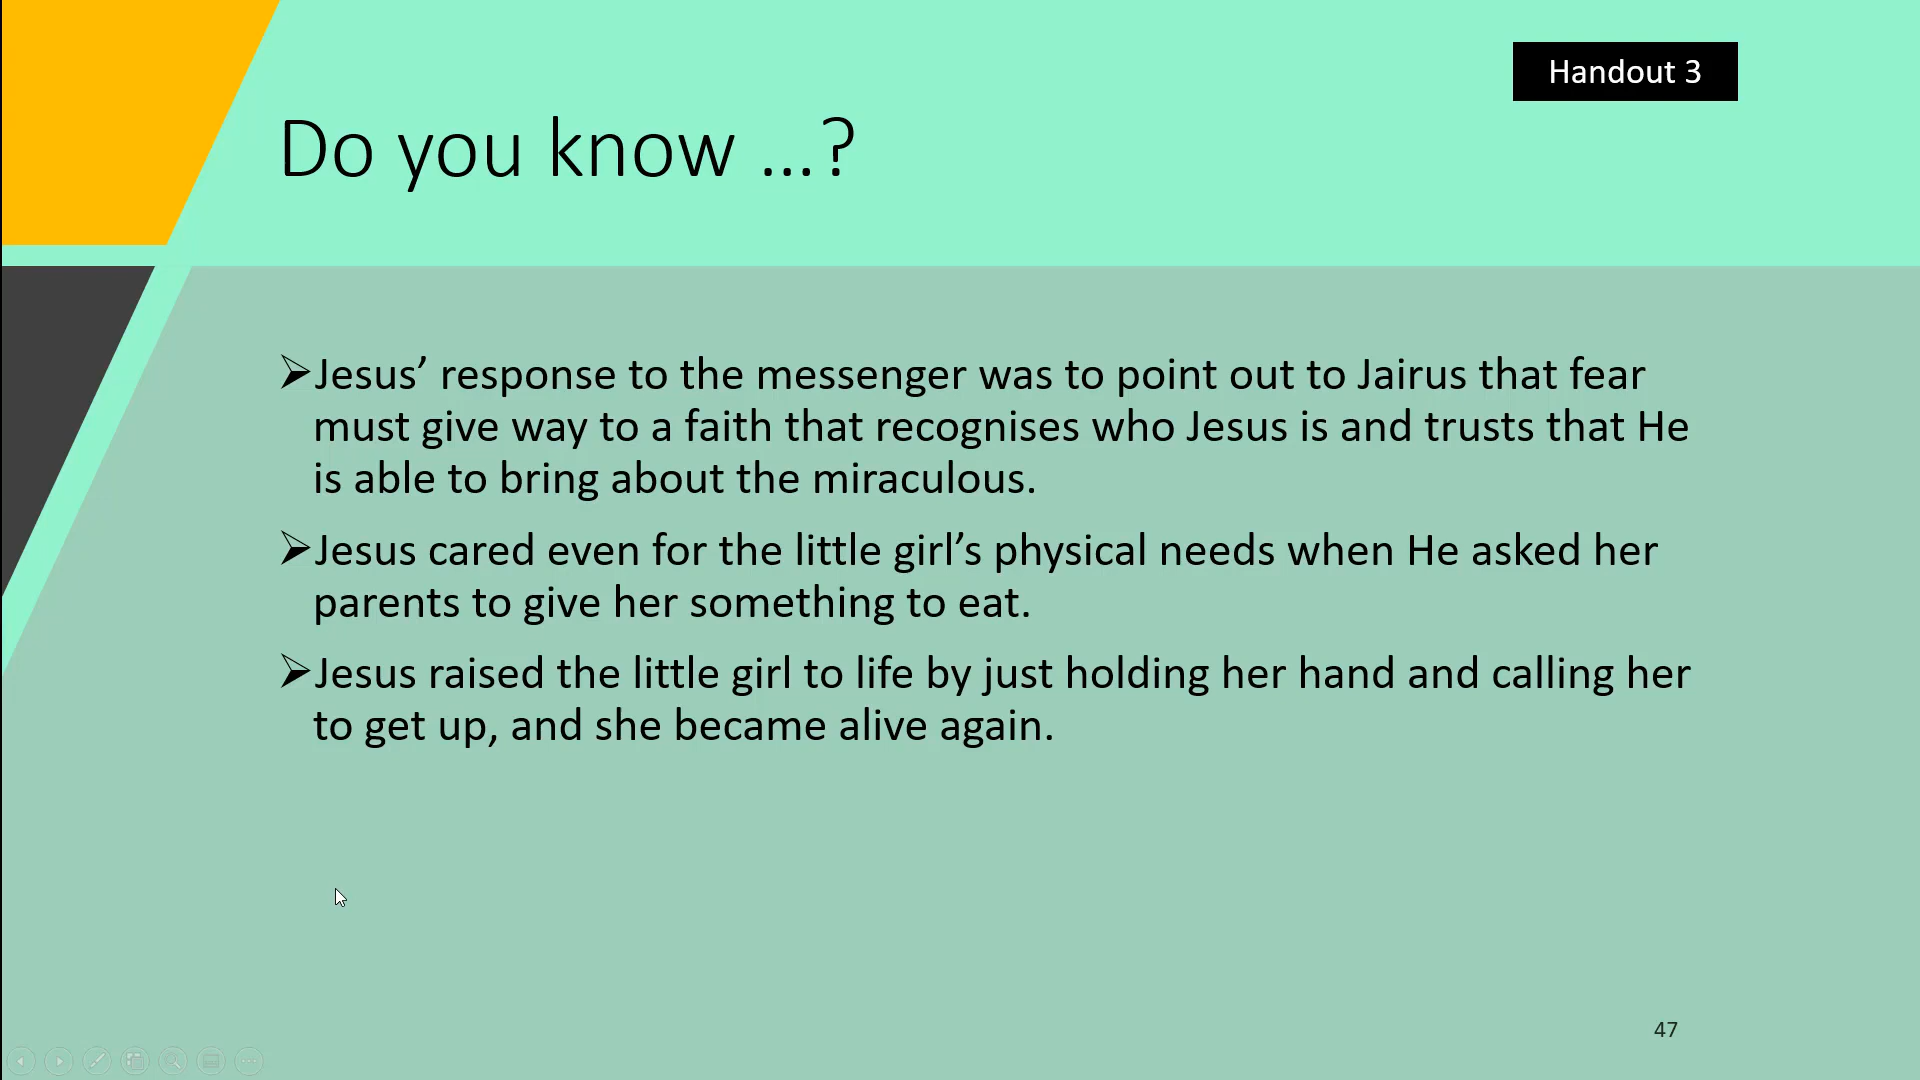 Handout 3
Do you know …?
➢Jesus’ response to the messenger was to point out to Jairus that fear
must give way to a faith that recognises who Jesus is and trusts that He
is able to bring about the miraculous.
➢Jesus cared even for the little girl’s physical needs when He asked her
parents to give her something to eat.
➢Jesus raised the little girl to life by just holding her hand and calling her
to get up, and she became alive again.
47